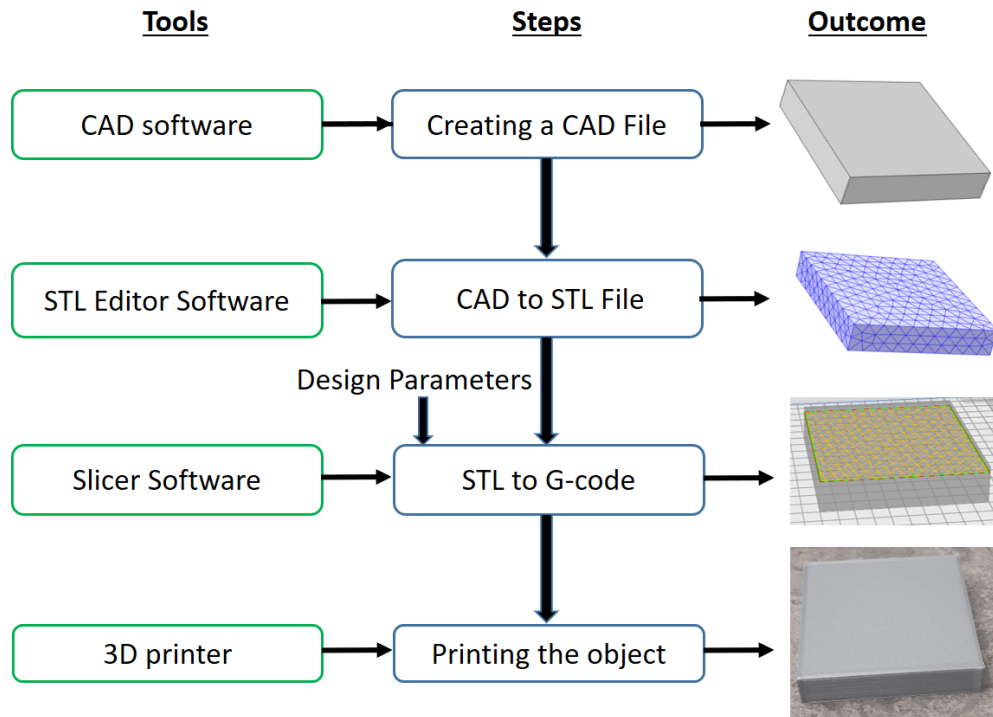 Tools
Steps
Outcome
CAD software
Creating a CAD File
STL Editor Software
CAD to STL File
Design Parameters
Slicer Software
STL to G-code
3D printer
Printing the object